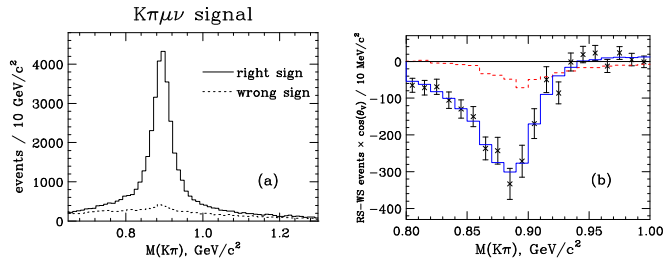 Kπμν signal
events / 10 GeV/c²
4000
3000
2000
1000
0
right sign
wrong sign
(a)
0.8 1.0 1.2
M(Kπ), GeV/c²
RS-WS events × cos(θᵥ) / 10 MeV/c²
0
-100
-200
-300
-400
(b)
0.80 0.85 0.90 0.95 1.00
M(Kπ), GeV/c²